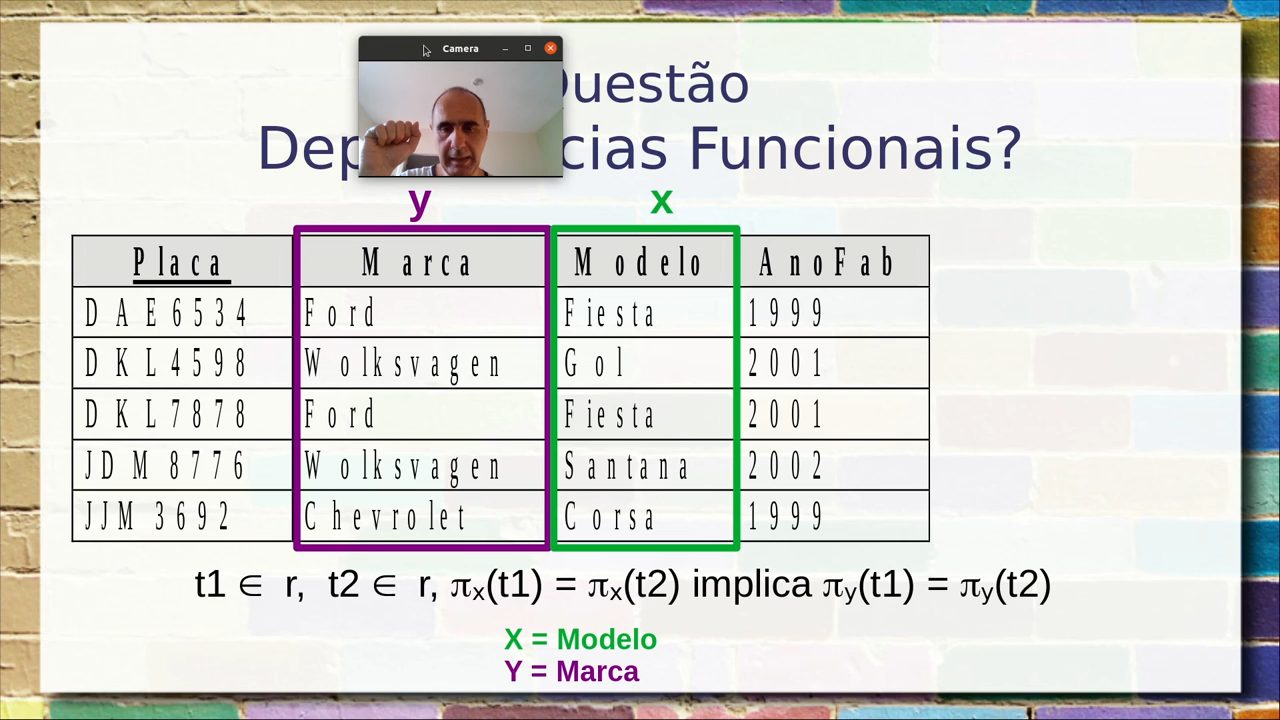 Camera
Questão
Dep cias Funcionais?
y x
Placa Marca Modelo AnoFab
DAE6534 Ford Fiesta 1999
DKL4598 Wolksvagen Gol 2001
DKL7878 Ford Fiesta 2001
JDM8776 Wolksvagen Santana 2002
JJM3692 Chevrolet Corsa 1999
t1 ∈ r, t2 ∈ r, πx(t1) = πx(t2) implica πy(t1) = πy(t2)
X = Modelo
Y = Marca